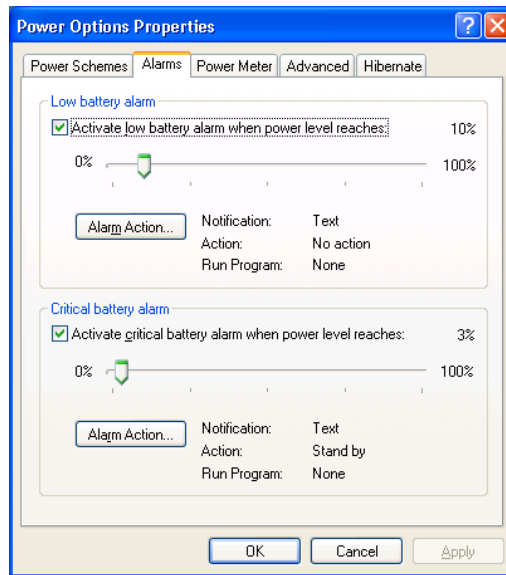 Power Options Properties
Power Schemes Alarms Power Meter Advanced Hibernate
Low battery alarm
Activate low battery alarm when power level reaches: 10%
0% 100%
Alarm Action... Notification: Text
Action: No action
Run Program: None
Critical battery alarm
Activate critical battery alarm when power level reaches: 3%
0% 100%
Alarm Action... Notification: Text
Action: Stand by
Run Program: None
OK Cancel Apply